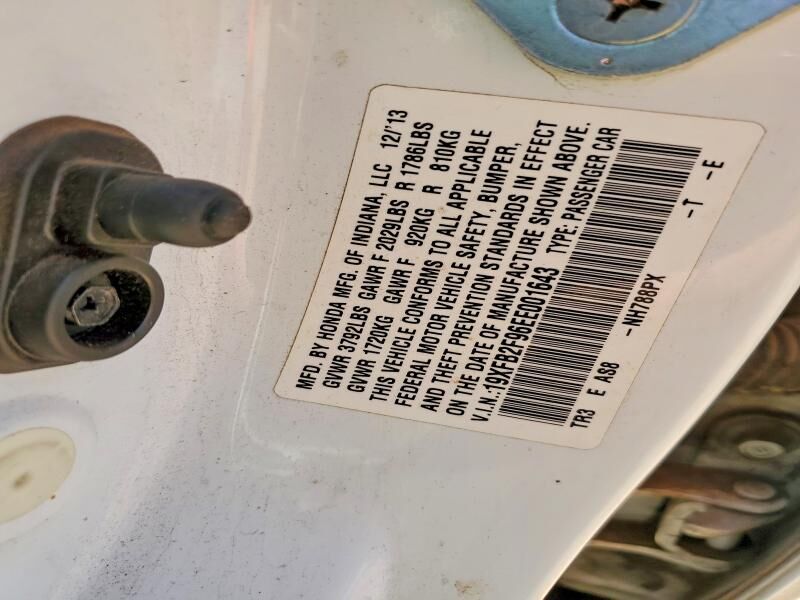 MFD. BY HONDA MFG. OF INDIANA, LLC 12/'13
GVWR 3792LBS GAWR F 2029LBS R 1786LBS
GVWR 1720KG GAWR F 920KG R 810KG
THIS VEHICLE CONFORMS TO ALL APPLICABLE
FEDERAL MOTOR VEHICLE SAFETY, BUMPER,
AND THEFT PREVENTION STANDARDS IN EFFECT
ON THE DATE OF MANUFACTURE SHOWN ABOVE.
V.I.N.:19XFB2F96EE001643 TYPE: PASSENGER CAR
TR3 E AS8 -NH788PX -T -E